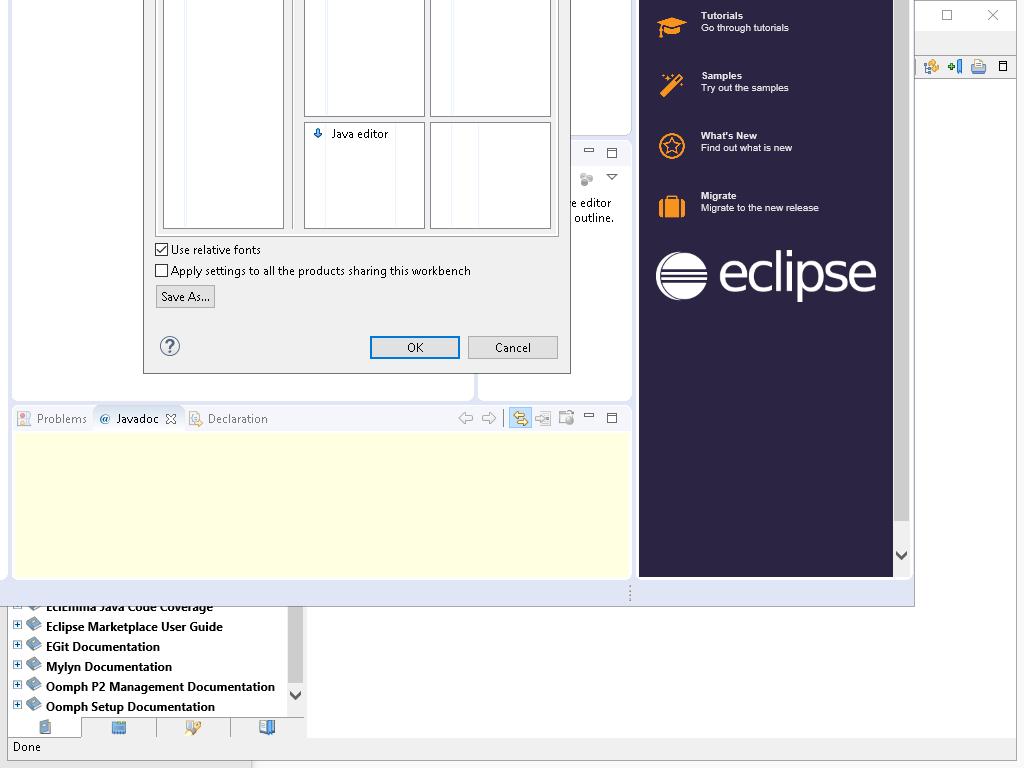 Tutorials
Go through tutorials
Samples
Try out the samples
What's New
Find out what is new
Migrate
Migrate to the new release
eclipse
Java editor
editor
outline.
Use relative fonts
Apply settings to all the products sharing this workbench
Save As...
OK
Cancel
Problems
@ Javadoc
Declaration
EclEmma Java Code Coverage
Eclipse Marketplace User Guide
EGit Documentation
Mylyn Documentation
Oomph P2 Management Documentation
Oomph Setup Documentation
Done